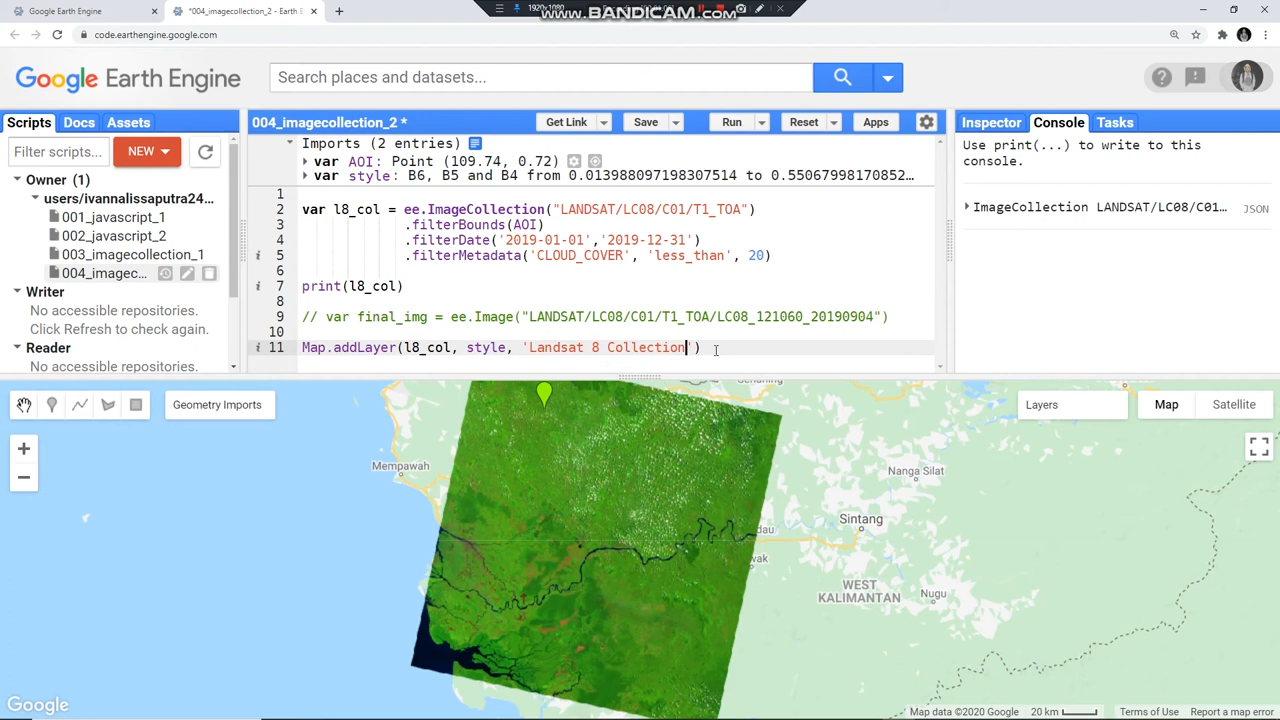 Google Earth Engine
*004_imagecollection_2 - Earth E
1920x1080
www.BANDICAM.com
code.earthengine.google.com
Google Earth Engine
Search places and datasets...
Scripts Docs Assets
Filter scripts...
NEW
Owner (1)
users/ivannalissaputra24...
001_javascript_1
002_javascript_2
003_imagecollection_1
004_imagec...
Writer
No accessible repositories.
Click Refresh to check again.
Reader
No accessible repositories.
004_imagecollection_2 *
Get Link
Save
Run
Reset
Apps
Imports (2 entries)
var AOI: Point (109.74, 0.72)
var style: B6, B5 and B4 from 0.013988097198307514 to 0.55067998170852...
1
2 var l8_col = ee.ImageCollection("LANDSAT/LC08/C01/T1_TOA")
3 .filterBounds(AOI)
4 .filterDate('2019-01-01','2019-12-31')
i 5 .filterMetadata('CLOUD_COVER', 'less_than', 20)
6
i 7 print(l8_col)
8
9 // var final_img = ee.Image("LANDSAT/LC08/C01/T1_TOA/LC08_121060_20190904")
10
i 11 Map.addLayer(l8_col, style, 'Landsat 8 Collection')
Inspector Console Tasks
Use print(...) to write to this
console.
ImageCollection LANDSAT/LC08/C01...
JSON
Geometry Imports
Layers
Map
Satellite
Mempawah
Nanga Silat
Sintang
WEST
KALIMANTAN
Nugu
dau
wak
Google
Map data ©2020 Google
20 km
Terms of Use
Report a map error